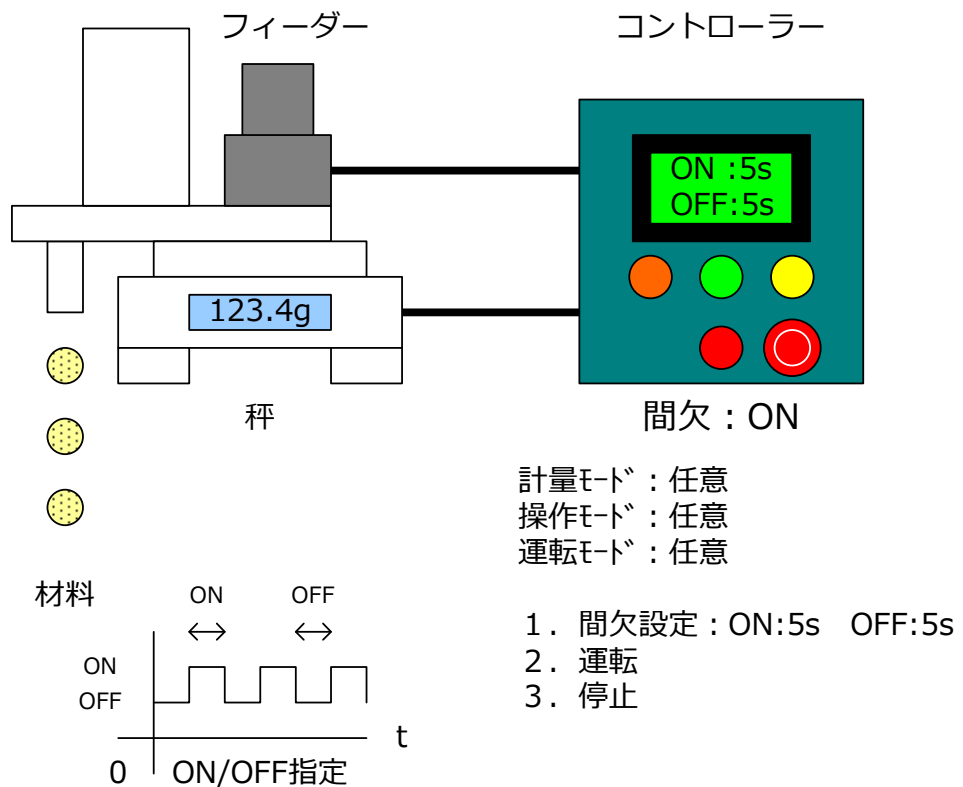 フィーダー
コントローラー
ON :5s
OFF:5s
123.4g
秤
間欠：ON
計量ﾓｰﾄﾞ：任意
操作ﾓｰﾄﾞ：任意
運転ﾓｰﾄﾞ：任意
材料
ON
OFF
ON
OFF
t
0
ON/OFF指定
1．間欠設定：ON:5s　OFF:5s
2．運転
3．停止